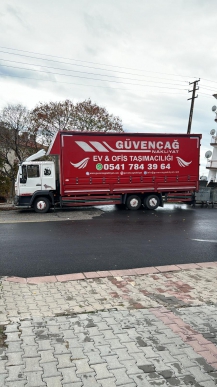 GÜVENÇAĞ
NAKLİYAT
EV & OFİS TAŞIMACILIĞI
0541 784 39 64